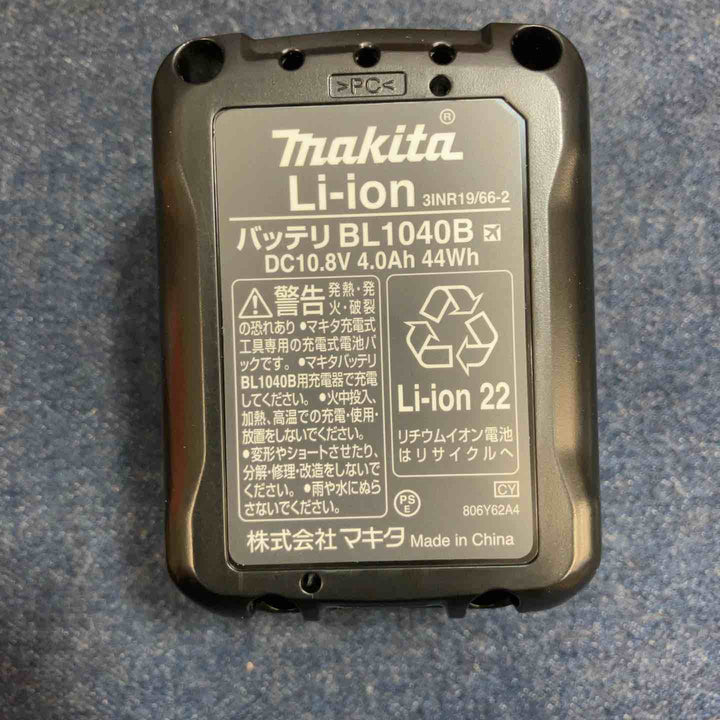 >PC<
makita®
Li-ion 3INR19/66-2
バッテリ BL1040B
DC10.8V 4.0Ah 44Wh
警告 発熱・発
火・破裂
の恐れあり ●マキタ充電式
工具専用の充電式電池パ
ックです。●マキタバッテリ
BL1040B用充電器で充電
してください。●火中投入、
加熱、高温での充電・使用・
放置をしないでください。
●変形やショートさせたり、
分解・修理・改造をしないで
ください。●雨や水にぬら
さないでください。
Li-ion 22
リチウムイオン電池
はリサイクルへ
PS
E
CY
806Y62A4
株式会社マキタ Made in China